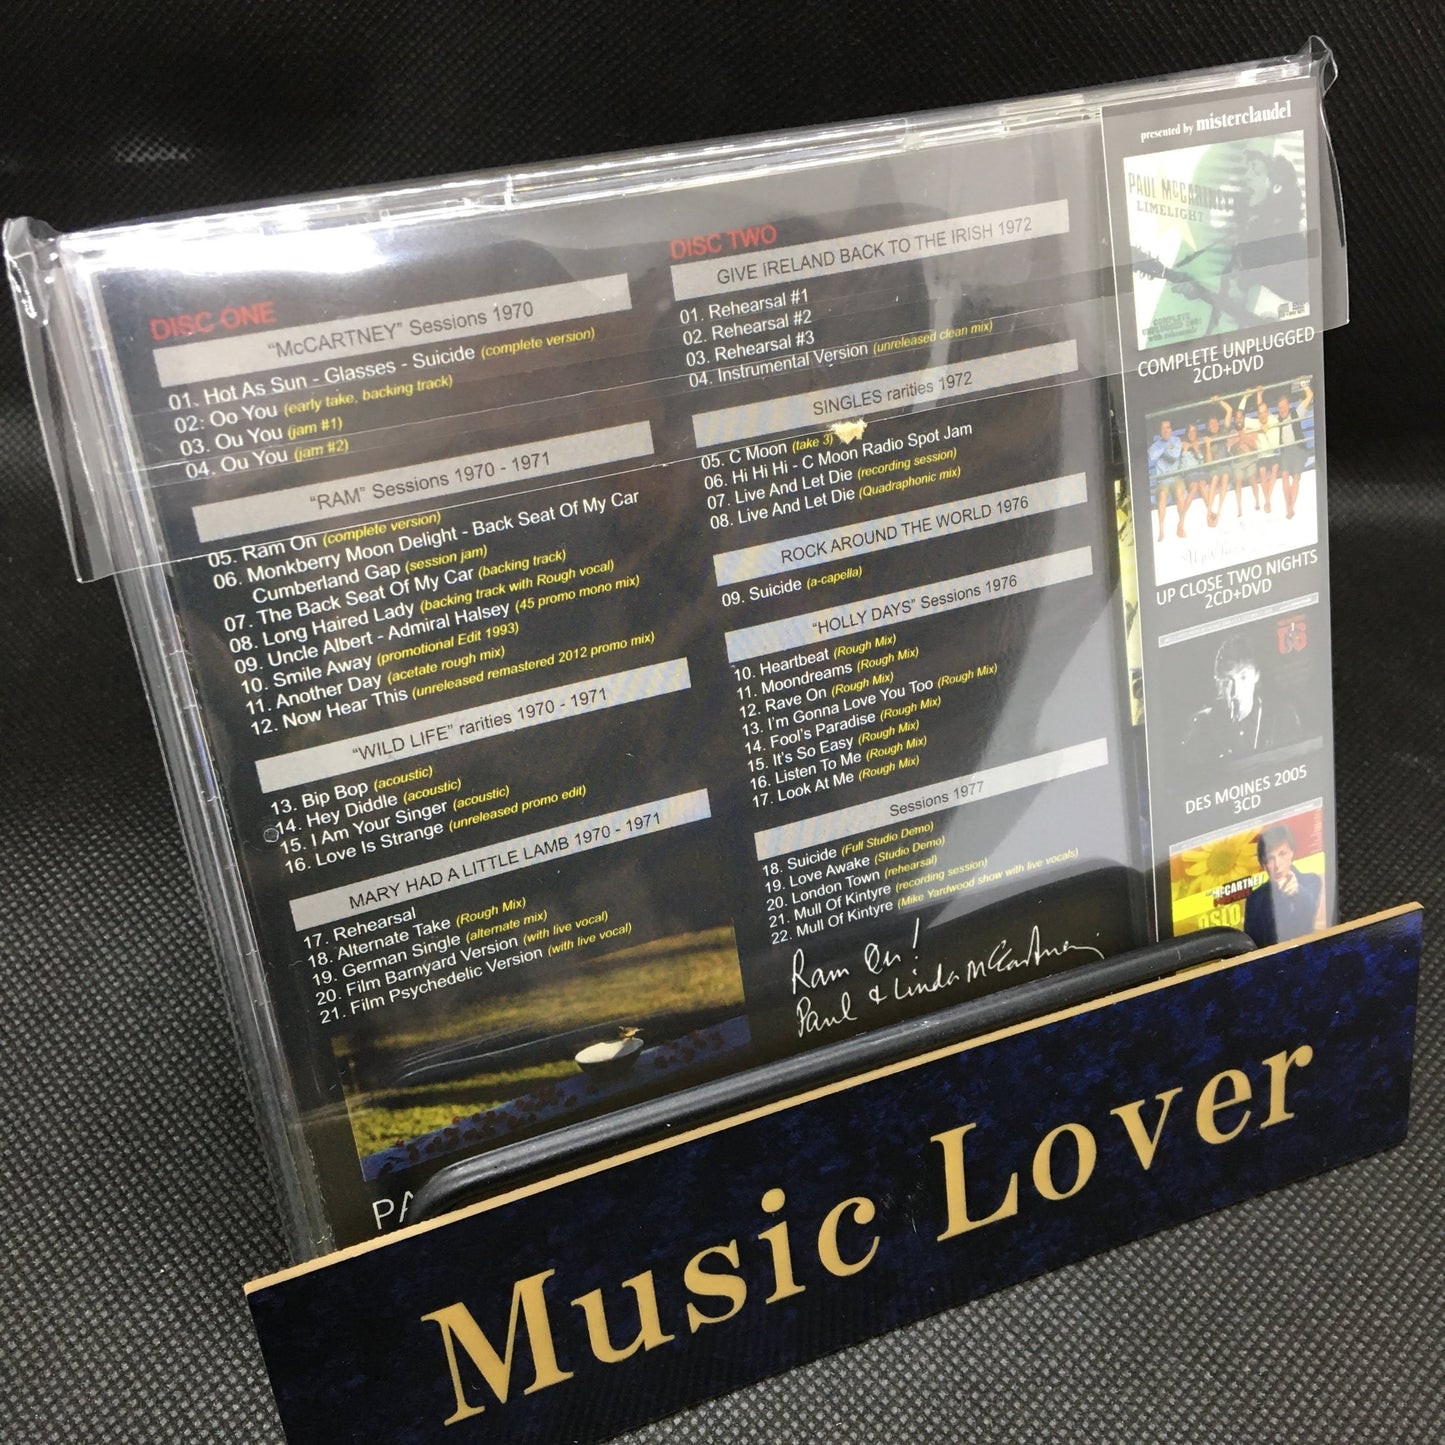 DISC ONE
"McCARTNEY" Sessions 1970
01. Hot As Sun - Glasses - Suicide (complete version)
02: Oo You (early take, backing track)
03. Ou You (jam #1)
04. Ou You (jam #2)
"RAM" Sessions 1970 - 1971
05. Ram On (complete version)
06. Monkberry Moon Delight - Back Seat Of My Car
Cumberland Gap (session jam)
07. The Back Seat Of My Car (backing track)
08. Long Haired Lady (backing track with Rough vocal)
09. Uncle Albert - Admiral Halsey (45 promo mono mix)
10. Smile Away (promotional Edit 1993)
11. Another Day (acetate rough mix)
12. Now Hear This (unreleased remastered 2012 promo mix)
"WILD LIFE" rarities 1970 - 1971
13. Bip Bop (acoustic)
14. Hey Diddle (acoustic)
15. I Am Your Singer (acoustic)
16. Love Is Strange (unreleased promo edit)
MARY HAD A LITTLE LAMB 1970 - 1971
17. Rehearsal
18. Alternate Take (Rough Mix)
19. German Single (alternate mix)
20. Film Barnyard Version (with live vocal)
21. Film Psychedelic Version (with live vocal)
DISC TWO
GIVE IRELAND BACK TO THE IRISH 1972
01. Rehearsal #1
02. Rehearsal #2
03. Rehearsal #3
04. Instrumental Version (unreleased clean mix)
SINGLES rarities 1972
05. C Moon (take 3)
06. Hi Hi Hi - C Moon Radio Spot Jam
07. Live And Let Die (recording session)
08. Live And Let Die (Quadraphonic mix)
ROCK AROUND THE WORLD 1976
09. Suicide (a-capella)
"HOLLY DAYS" Sessions 1976
10. Heartbeat (Rough Mix)
11. Moondreams (Rough Mix)
12. Rave On (Rough Mix)
13. I'm Gonna Love You Too (Rough Mix)
14. Fool's Paradise (Rough Mix)
15. It's So Easy (Rough Mix)
16. Listen To Me (Rough Mix)
17. Look At Me (Rough Mix)
Sessions 1977
18. Suicide (Full Studio Demo)
19. Love Awake (Studio Demo)
20. London Town (rehearsal)
21. Mull Of Kintyre (recording session)
22. Mull Of Kintyre (Mike Yardwood show with live vocals)
Ram On!
Paul & Linda McCartney
PA
presented by misterclaudel
PAUL McCARTNEY
LIMELIGHT
COMPLETE UNPLUGGED
2CD+DVD
UP CLOSE TWO NIGHTS
2CD+DVD
US
DES MOINES 2005
3CD
McCARTNEY
OSLO
Music Lover